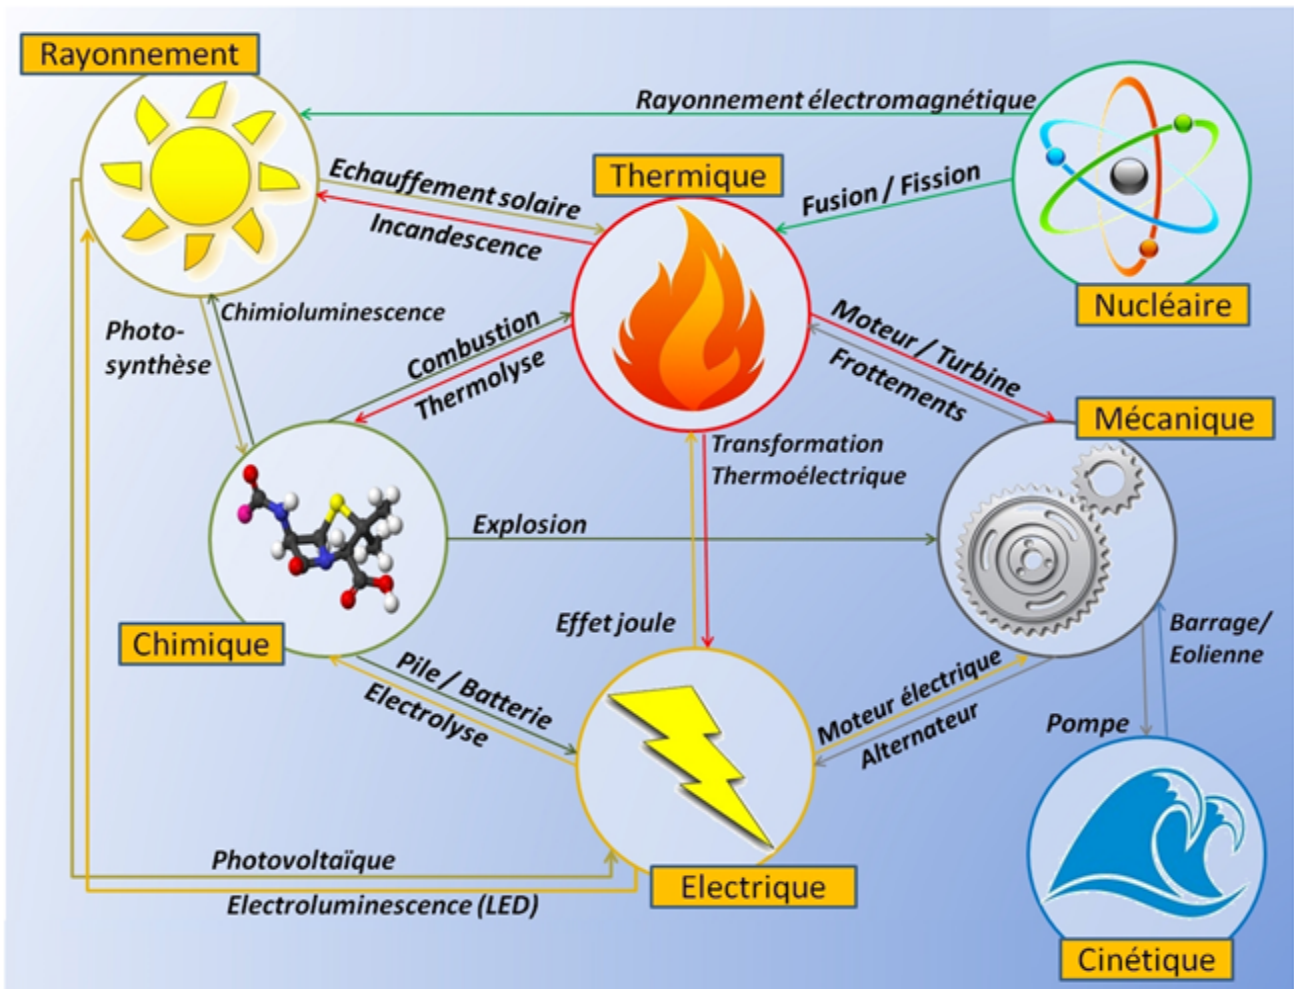 Rayonnement
Rayonnement électromagnétique
Thermique
Echauffement solaire
Incandescence
Fusion / Fission
Nucléaire
Chimioluminescence
Photo-
synthèse
Combustion
Thermolyse
Moteur / Turbine
Frottements
Mécanique
Transformation
Thermoélectrique
Explosion
Effet joule
Chimique
Barrage/
Eolienne
Pile / Batterie
Electrolyse
Moteur électrique
Alternateur
Pompe
Photovoltaïque
Electrique
Electroluminescence (LED)
Cinétique